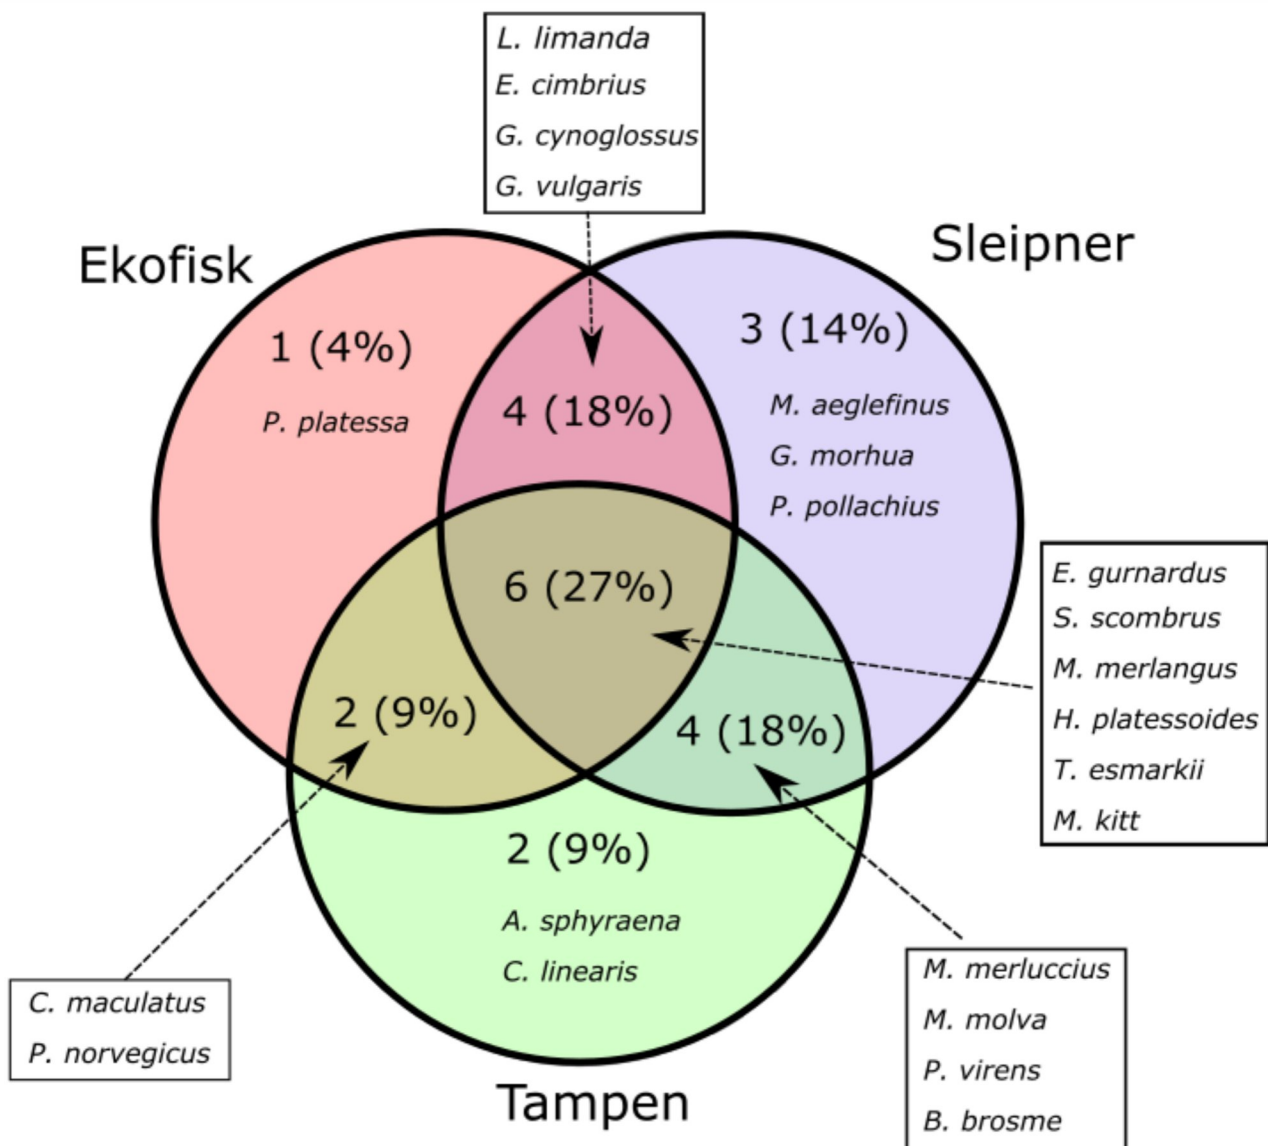 L. limanda
E. cimbrius
G. cynoglossus
G. vulgaris
Ekofisk
Sleipner
1 (4%)
P. platessa
4 (18%)
3 (14%)
M. aeglefinus
G. morhua
P. pollachius
6 (27%)
E. gurnardus
S. scombrus
M. merlangus
H. platessoides
T. esmarkii
M. kitt
2 (9%)
4 (18%)
2 (9%)
A. sphyraena
C. linearis
C. maculatus
P. norvegicus
M. merluccius
M. molva
P. virens
B. brosme
Tampen